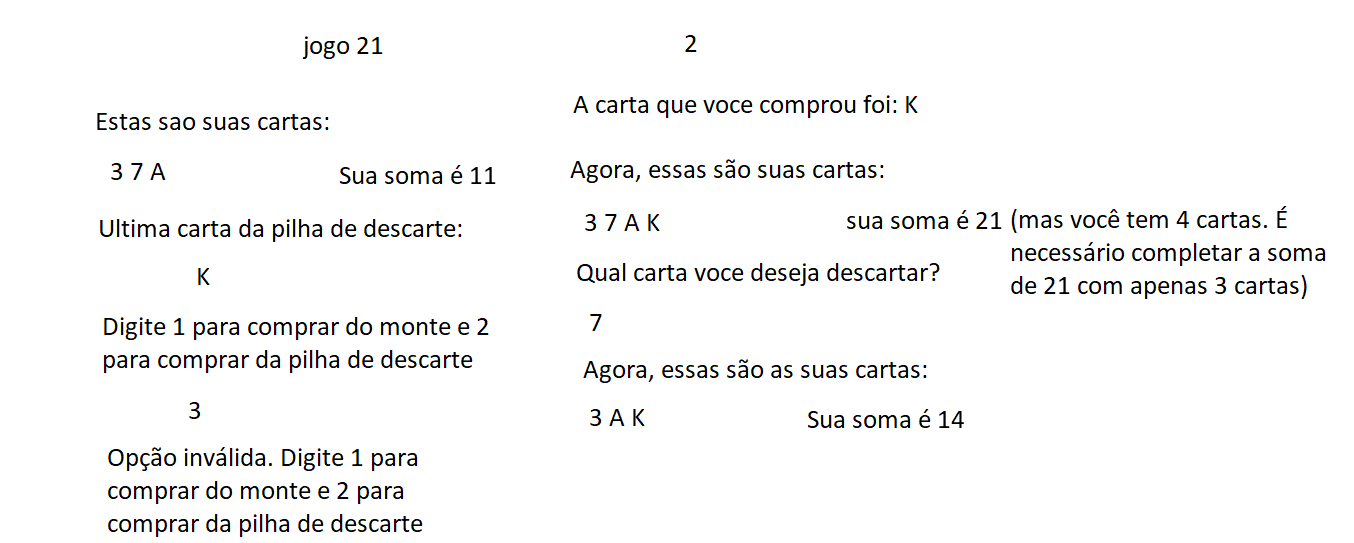 jogo 21
Estas sao suas cartas:
3 7 A
Sua soma é 11
Ultima carta da pilha de descarte:
K
Digite 1 para comprar do monte e 2
para comprar da pilha de descarte
3
Opção inválida. Digite 1 para
comprar do monte e 2 para
comprar da pilha de descarte
2
A carta que voce comprou foi: K
Agora, essas são suas cartas:
3 7 A K
sua soma é 21 (mas você tem 4 cartas. É
necessário completar a soma
de 21 com apenas 3 cartas)
Qual carta voce deseja descartar?
7
Agora, essas são as suas cartas:
3 A K
Sua soma é 14